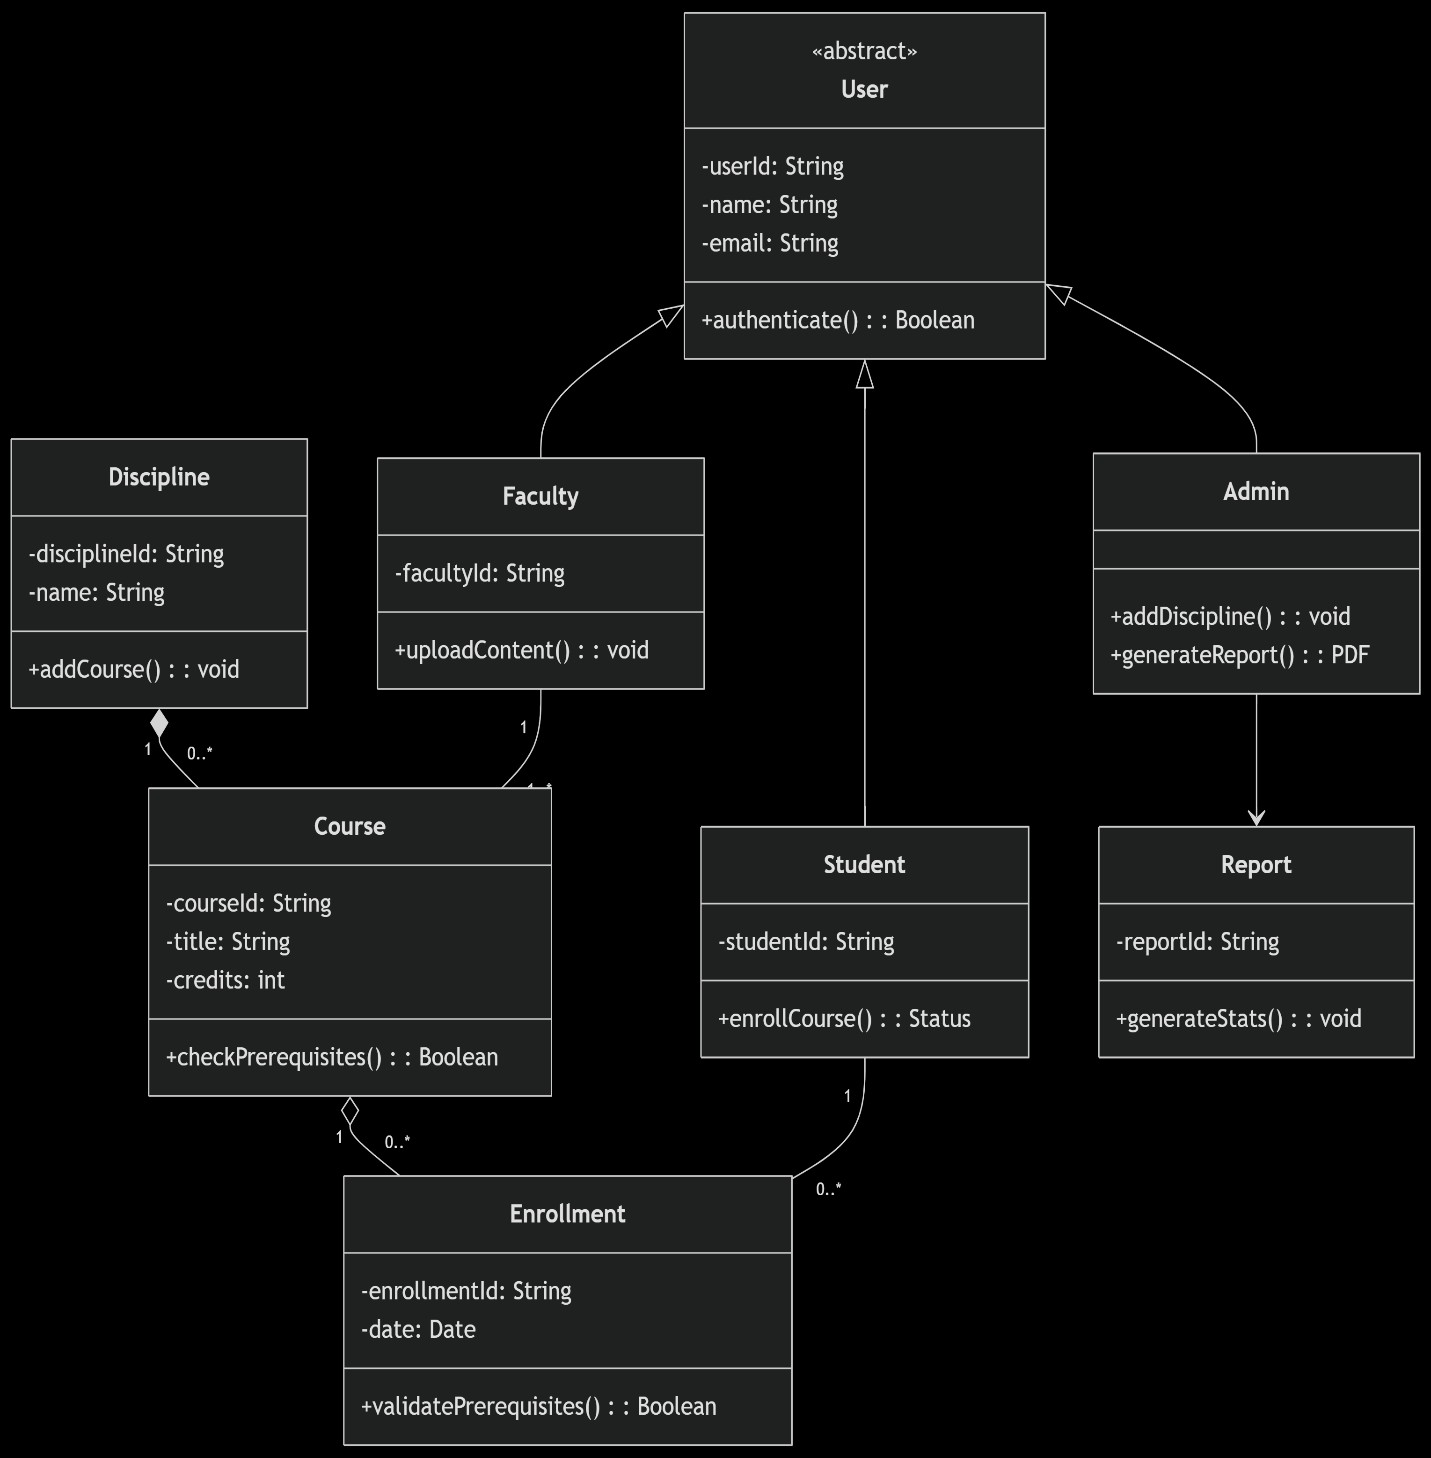 «abstract»
User
-userId: String
-name: String
-email: String
+authenticate() : : Boolean
Discipline
-disciplineId: String
-name: String
+addCourse() : : void
Faculty
-facultyId: String
+uploadContent() : : void
Admin
+addDiscipline() : : void
+generateReport() : : PDF
1
0..*
1
Course
-courseId: String
-title: String
-credits: int
+checkPrerequisites() : : Boolean
Student
-studentId: String
+enrollCourse() : : Status
Report
-reportId: String
+generateStats() : : void
1
0..*
1
0..*
Enrollment
-enrollmentId: String
-date: Date
+validatePrerequisites() : : Boolean